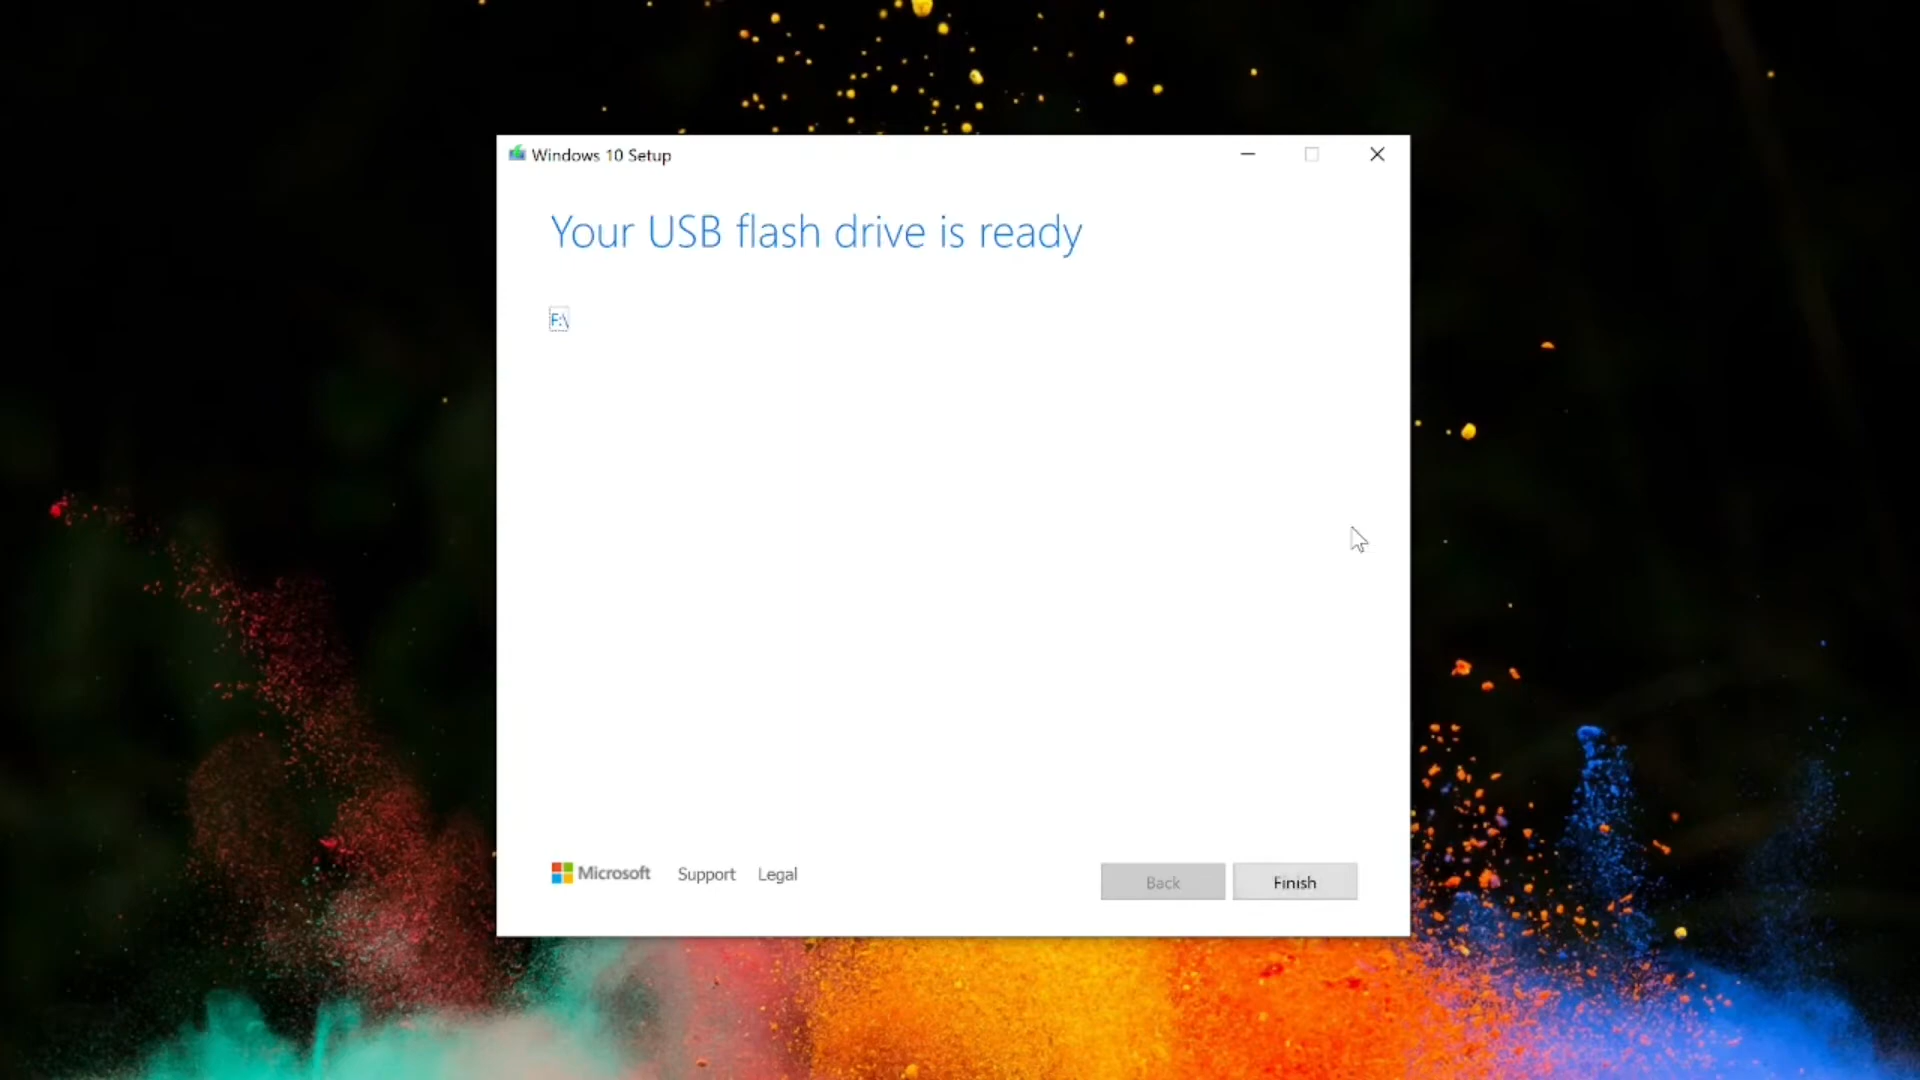 Windows 10 Setup
Your USB flash drive is ready
F:\
Microsoft Support Legal
Back Finish